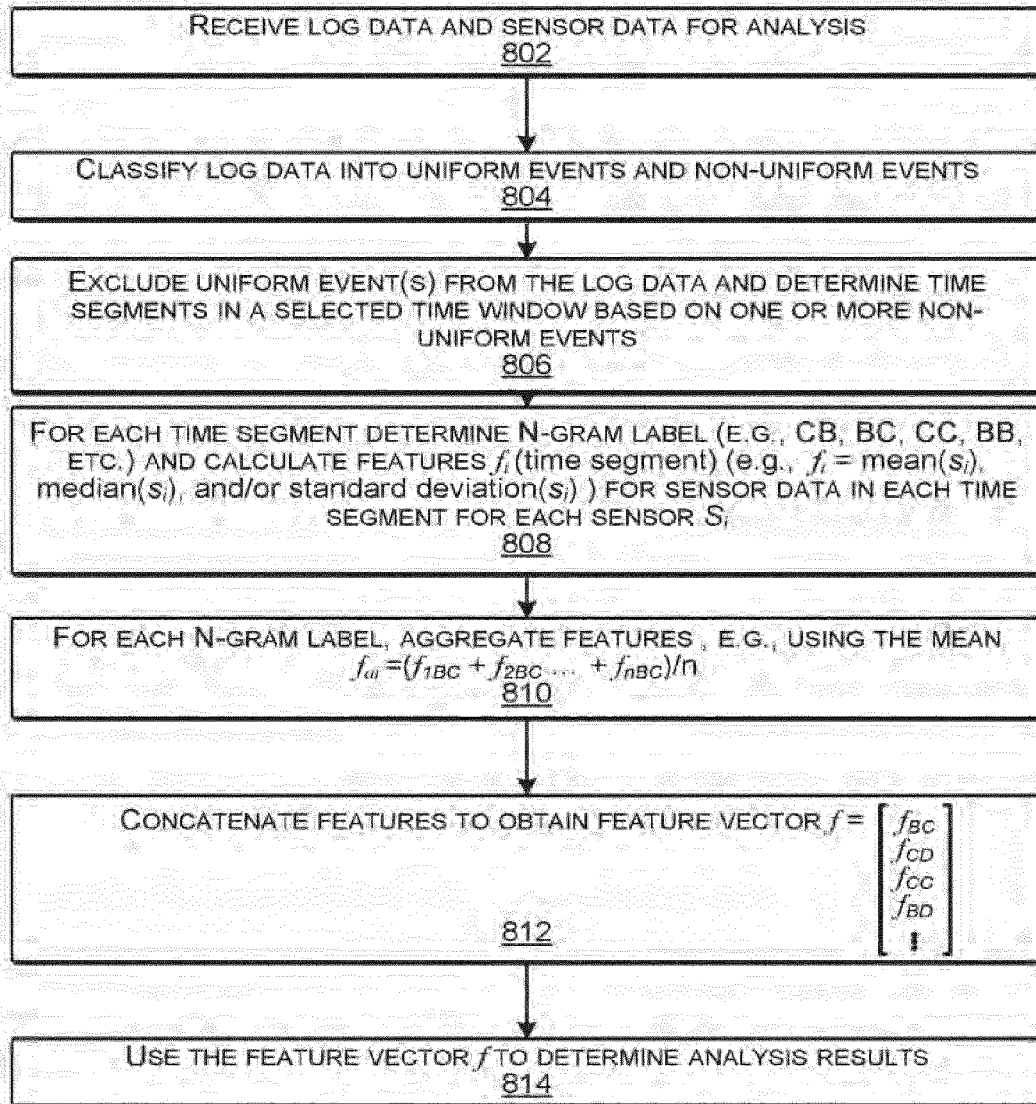 RECEIVE LOG DATA AND SENSOR DATA FOR ANALYSIS
802
CLASSIFY LOG DATA INTO UNIFORM EVENTS AND NON-UNIFORM EVENTS
804
EXCLUDE UNIFORM EVENT(S) FROM THE LOG DATA AND DETERMINE TIME
SEGMENTS IN A SELECTED TIME WINDOW BASED ON ONE OR MORE NON-
UNIFORM EVENTS
806
FOR EACH TIME SEGMENT DETERMINE N-GRAM LABEL (E.G., CB, BC, CC, BB,
ETC.) AND CALCULATE FEATURES fi (time segment) (e.g., fi = mean(si),
median(si), and/or standard deviation(si) ) FOR SENSOR DATA IN EACH TIME
SEGMENT FOR EACH SENSOR Si
808
FOR EACH N-GRAM LABEL, AGGREGATE FEATURES , E.G., USING THE MEAN
=(f1BC + f2BC.... + fnBC)/n
810
CONCATENATE FEATURES TO OBTAIN FEATURE VECTOR f =
fBC
fCD
fCC
fBD
812
USE THE FEATURE VECTOR f TO DETERMINE ANALYSIS RESULTS
814